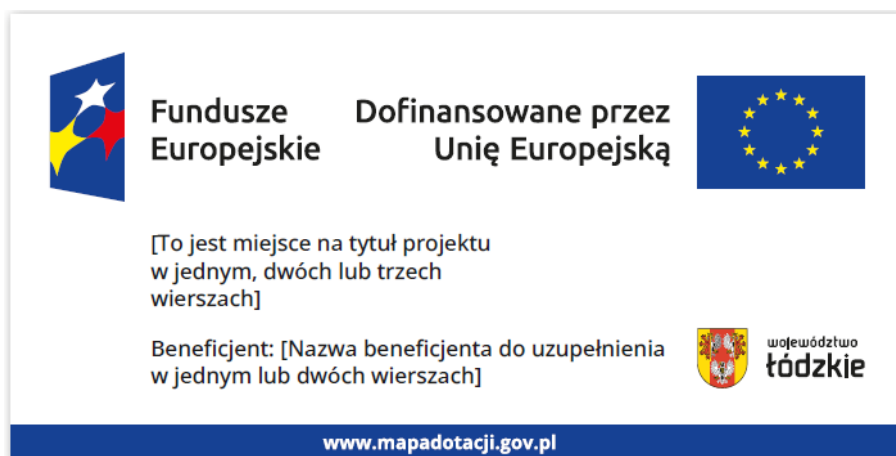 Fundusze
Europejskie
Dofinansowane przez
Unię Europejską
[To jest miejsce na tytuł projektu
w jednym, dwóch lub trzech
wierszach]
Beneficjent: [Nazwa beneficjenta do uzupełnienia
w jednym lub dwóch wierszach]
województwo
łódzkie
www.mapadotacji.gov.pl